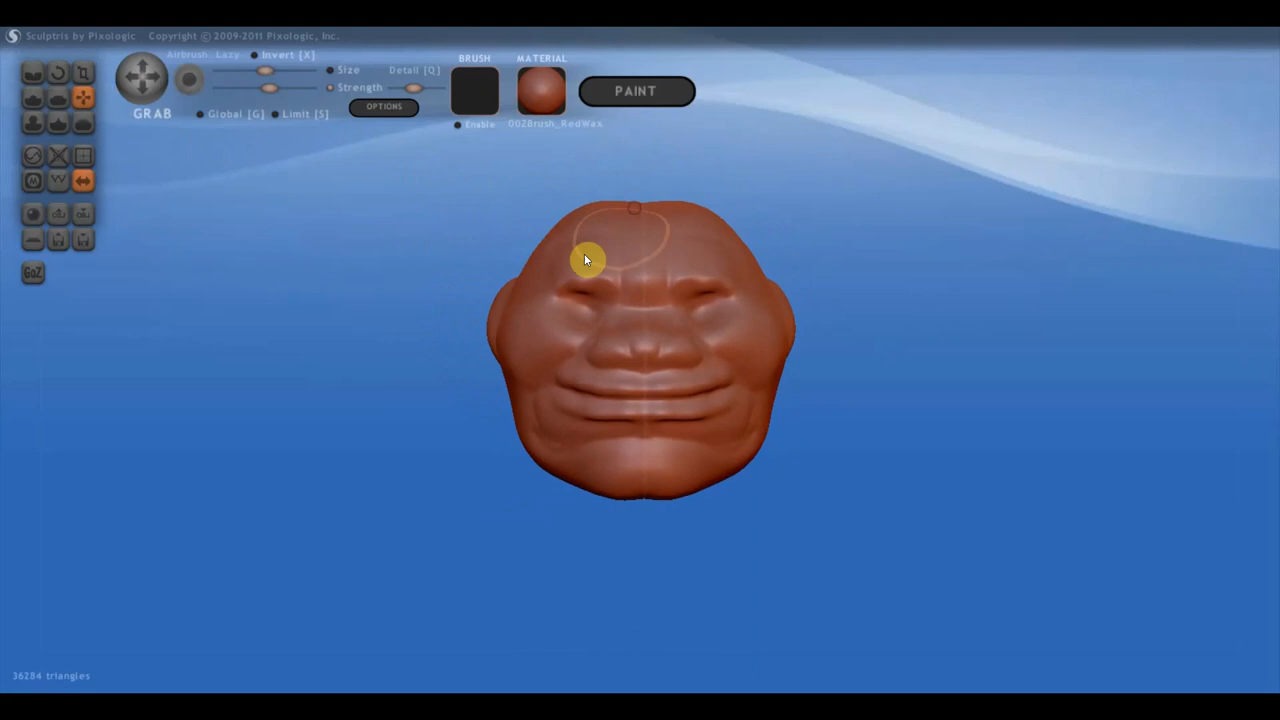 Sculptris by Pixologic Copyright © 2009-2011 Pixologic, Inc.
Airbrush Lazy Invert [X]
BRUSH MATERIAL
Size Detail [Q]
Strength
PAINT
OPTIONS
GRAB Global [G] Limit [S]
Enable 00ZBrush_RedWax
GoZ
36284 triangles